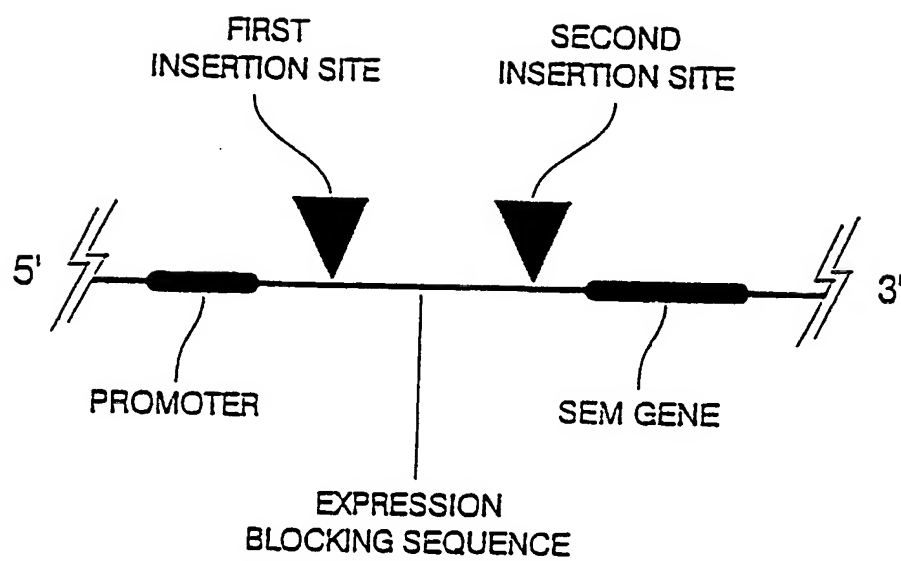 FIRST
INSERTION SITE
SECOND
INSERTION SITE
5'
3'
PROMOTER
SEM GENE
EXPRESSION
BLOCKING SEQUENCE